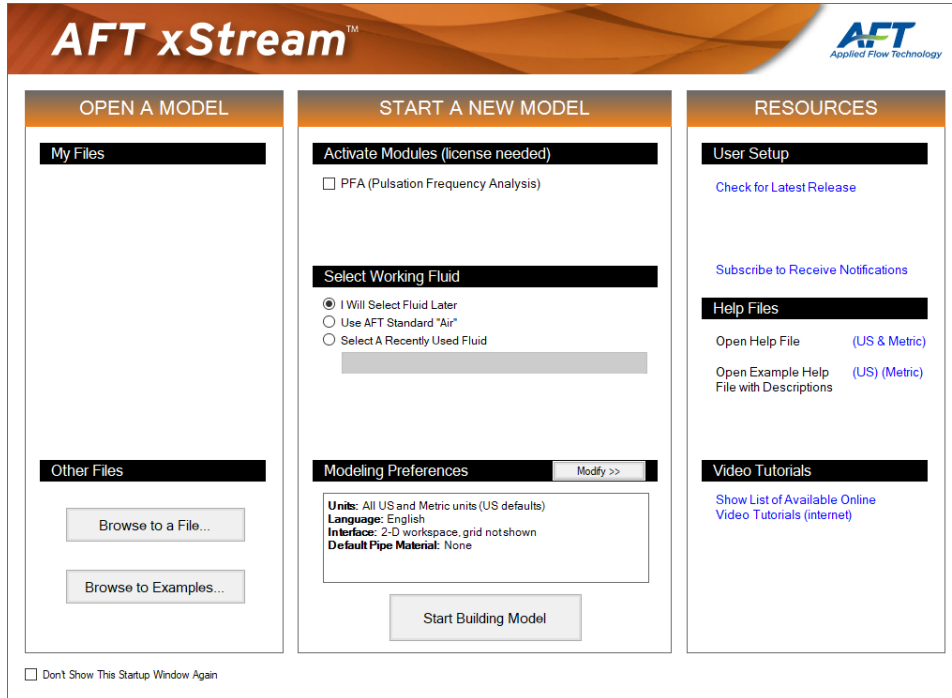 AFT xStream™
AFT
Applied Flow Technology
OPEN A MODEL
My Files
Other Files
Browse to a File...
Browse to Examples...
START A NEW MODEL
Activate Modules (license needed)
PFA (Pulsation Frequency Analysis)
Select Working Fluid
I Will Select Fluid Later
Use AFT Standard "Air"
Select A Recently Used Fluid
Modeling Preferences
Modify >>
Units: All US and Metric units (US defaults)
Language: English
Interface: 2-D workspace, grid not shown
Default Pipe Material: None
Start Building Model
RESOURCES
User Setup
Check for Latest Release
Subscribe to Receive Notifications
Help Files
Open Help File (US & Metric)
Open Example Help (US) (Metric)
File with Descriptions
Video Tutorials
Show List of Available Online
Video Tutorials (internet)
Don't Show This Startup Window Again